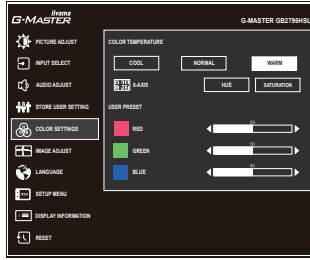 iiyama
G-MASTER
G-MASTER GB2795HSU
PICTURE ADJUST
INPUT SELECT
AUDIO ADJUST
STORE USER SETTING
COLOR SETTINGS
IMAGE ADJUST
LANGUAGE
SETUP MENU
DISPLAY INFORMATION
RESET
COLOR TEMPERATURE
COOL NORMAL WARM
6-AXIS HUE SATURATION
USER PRESET
RED 50
GREEN 50
BLUE 50